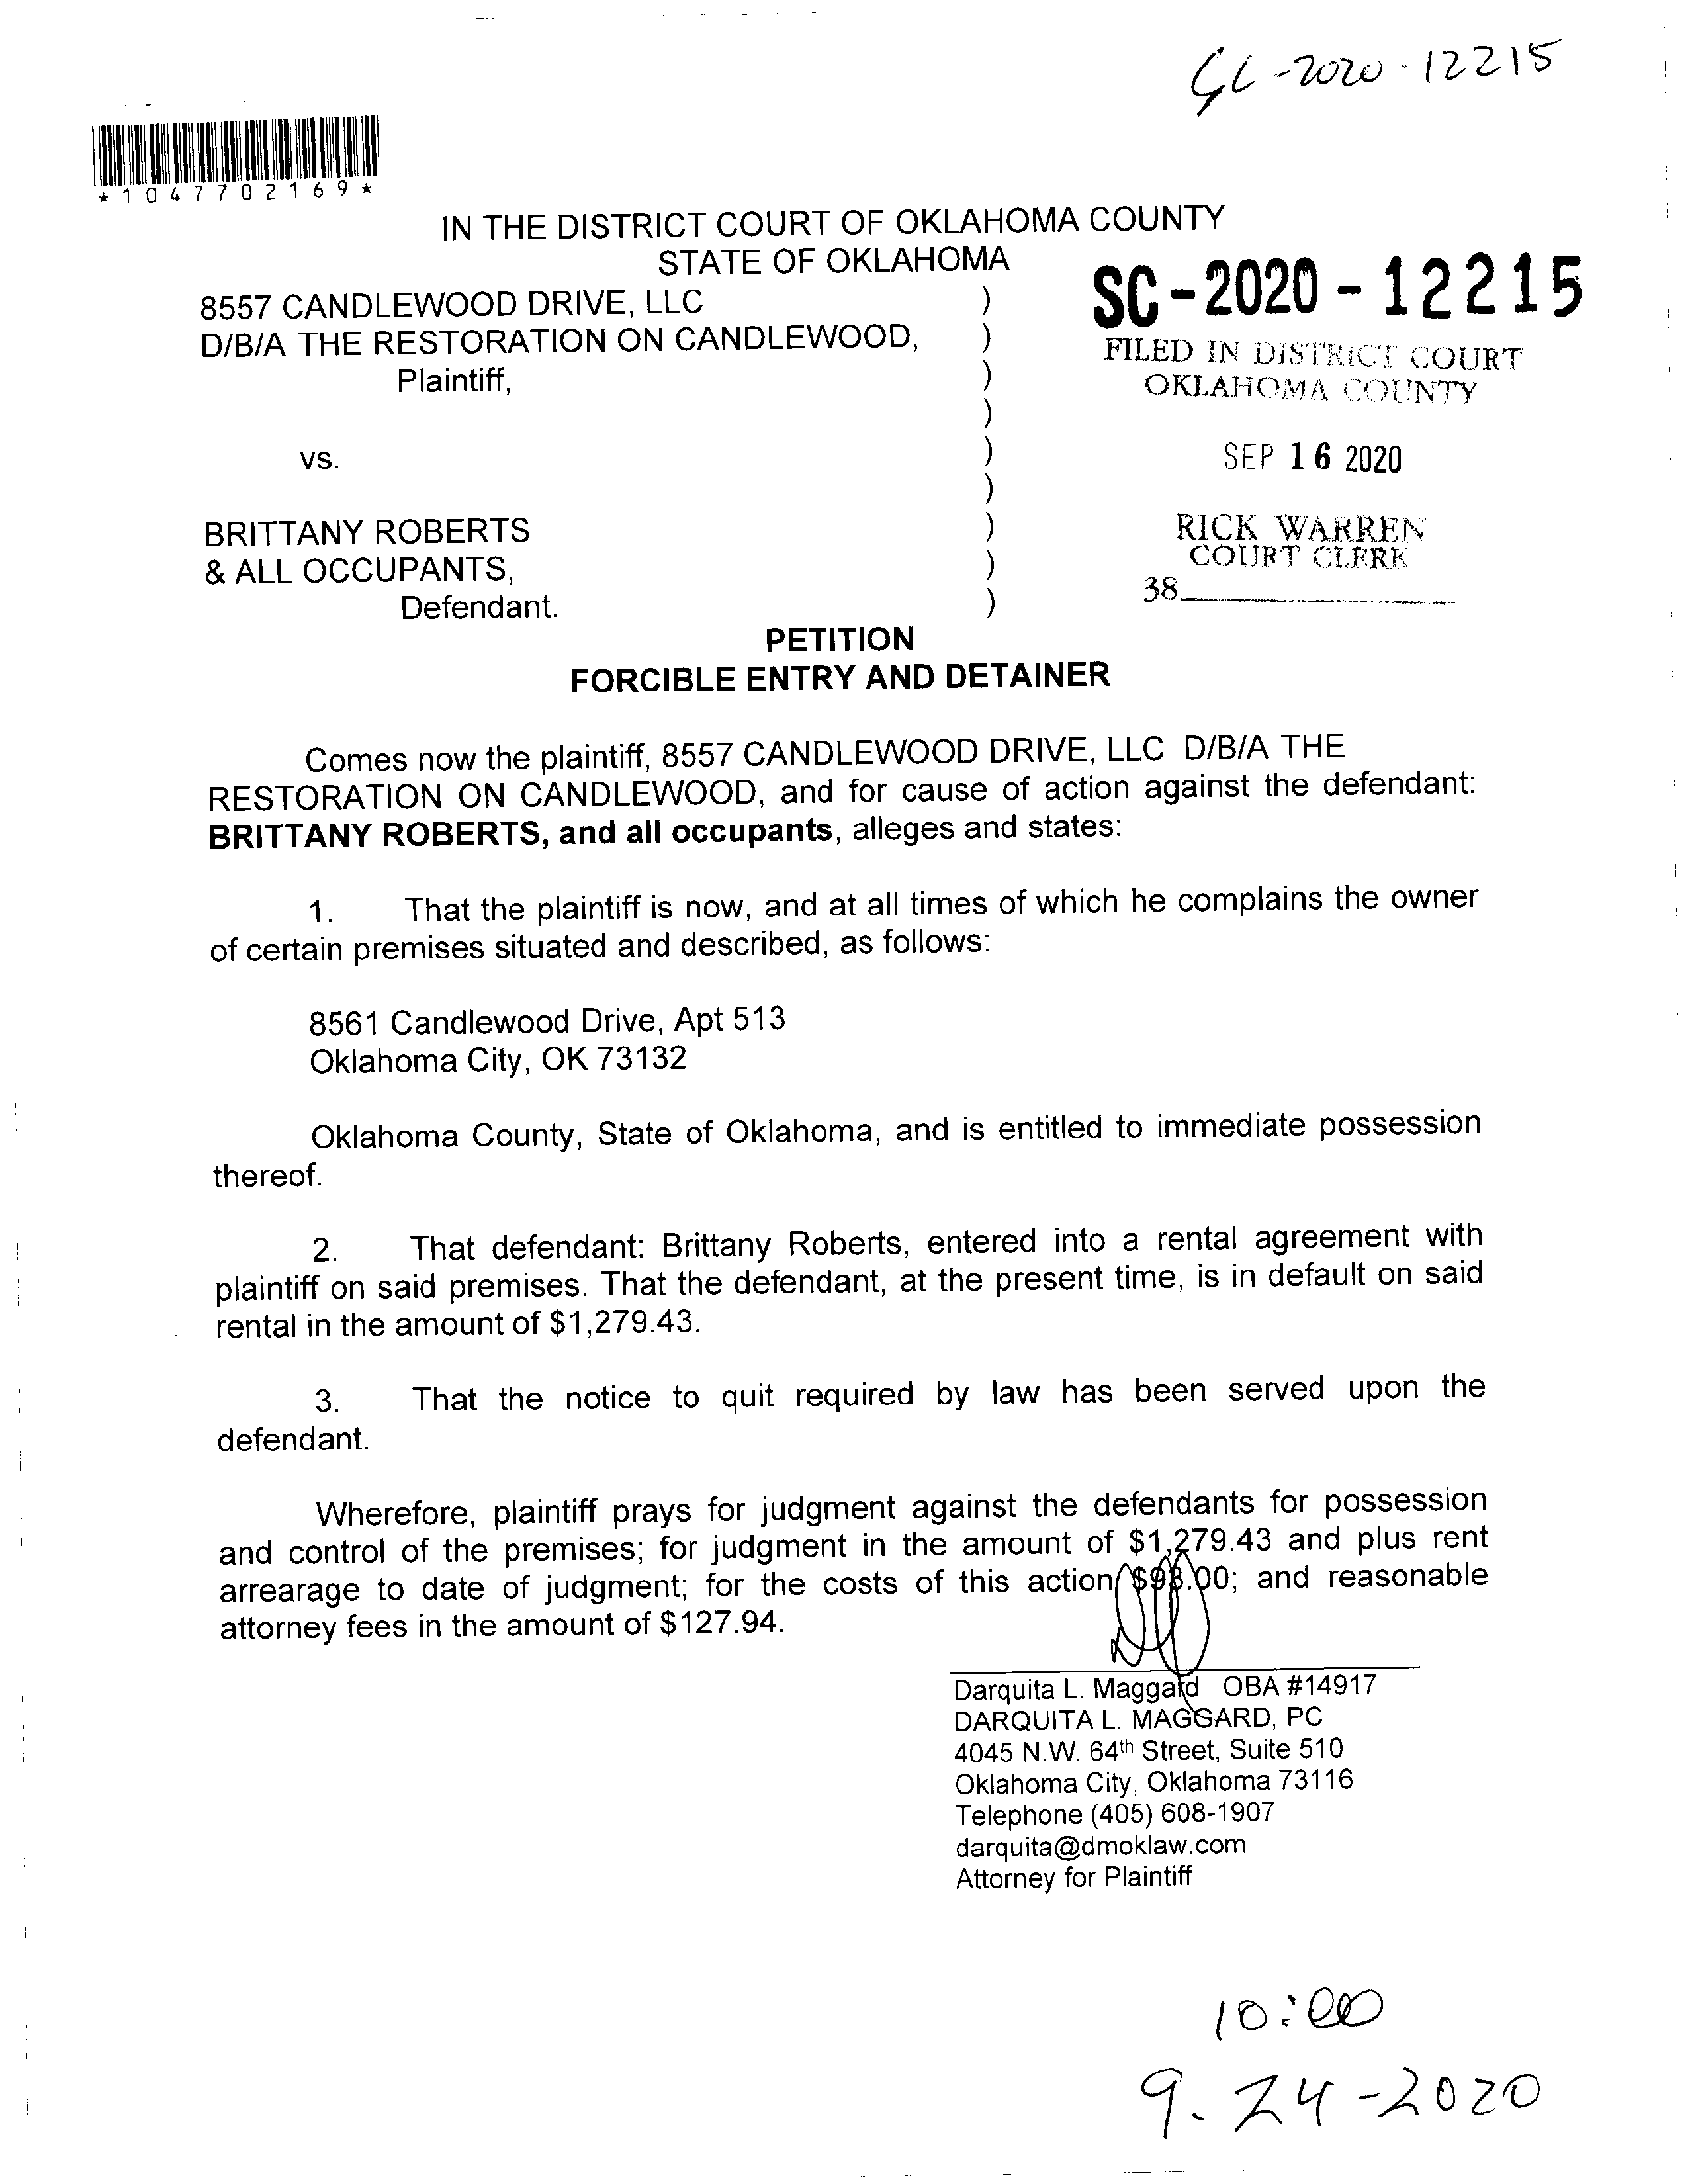 SC-2020-12215
*1047702169*
IN THE DISTRICT COURT OF OKLAHOMA COUNTY
STATE OF OKLAHOMA
8557 CANDLEWOOD DRIVE, LLC )
D/B/A THE RESTORATION ON CANDLEWOOD, )
Plaintiff, )
)
vs. )
)
BRITTANY ROBERTS )
& ALL OCCUPANTS, )
Defendant. )
SC-2020-12215
FILED IN DISTRICT COURT
OKLAHOMA COUNTY
SEP 16 2020
RICK WARREN
COURT CLERK
38
PETITION
FORCIBLE ENTRY AND DETAINER
Comes now the plaintiff, 8557 CANDLEWOOD DRIVE, LLC D/B/A THE
RESTORATION ON CANDLEWOOD, and for cause of action against the defendant:
BRITTANY ROBERTS, and all occupants, alleges and states:
1. That the plaintiff is now, and at all times of which he complains the owner
of certain premises situated and described, as follows:
8561 Candlewood Drive, Apt 513
Oklahoma City, OK 73132
Oklahoma County, State of Oklahoma, and is entitled to immediate possession
thereof.
2. That defendant: Brittany Roberts, entered into a rental agreement with
plaintiff on said premises. That the defendant, at the present time, is in default on said
rental in the amount of $1,279.43.
3. That the notice to quit required by law has been served upon the
defendant.
Wherefore, plaintiff prays for judgment against the defendants for possession
and control of the premises; for judgment in the amount of $1,279.43 and plus rent
arrearage to date of judgment; for the costs of this action and reasonable
attorney fees in the amount of $127.94.
Darquita L. Maggard OBA #14917
DARQUITA L. MAGGARD, PC
4045 N.W. 64th Street, Suite 510
Oklahoma City, Oklahoma 73116
Telephone (405) 608-1907
darquita@dmoklaw.com
Attorney for Plaintiff
10:00
9.24-2020